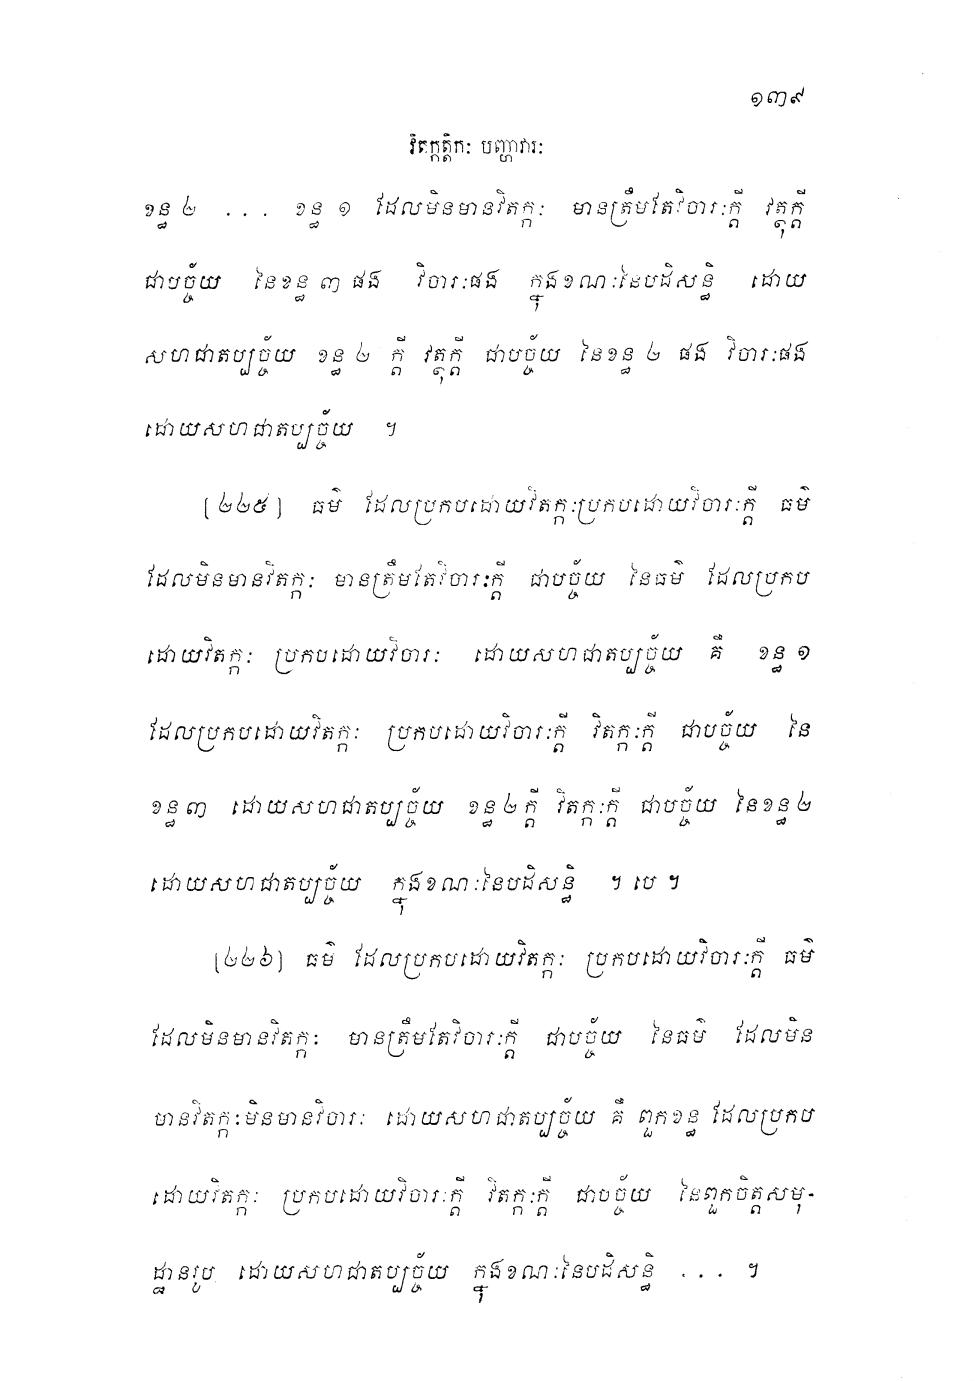 ១៣៩
វិតក្កត្តិកៈ បញ្ហាវារៈ
ខន្ធ ២ . . . ខន្ធ ១ ដែលមិនមានវិតក្កៈ មានត្រឹមតែវិចារៈក្តី វត្ថុក្តី
ជាបច្ច័យ នៃខន្ធ ៣ ផង វិចារៈផង ក្នុងខណៈនៃបដិសន្ធិ ដោយ
សហជាតប្បច្ច័យ ខន្ធ ២ ក្តី វត្ថុក្តី ជាបច្ច័យ នៃខន្ធ ២ ផង វិចារៈផង
ដោយសហជាតប្បច្ច័យ ។
[២២៥] ធម៌ ដែលប្រកបដោយវិតក្កៈប្រកបដោយវិចារៈក្តី ធម៌
ដែលមិនមានវិតក្កៈ មានត្រឹមតែវិចារៈក្តី ជាបច្ច័យ នៃធម៌ ដែលប្រកប
ដោយវិតក្កៈ ប្រកបដោយវិចារៈ ដោយសហជាតប្បច្ច័យ គឺ ខន្ធ ១
ដែលប្រកបដោយវិតក្កៈ ប្រកបដោយវិចារៈក្តី វិតក្កៈក្តី ជាបច្ច័យ នៃ
ខន្ធ ៣ ដោយសហជាតប្បច្ច័យ ខន្ធ ២ ក្តី វិតក្កៈក្តី ជាបច្ច័យ នៃខន្ធ ២
ដោយសហជាតប្បច្ច័យ ក្នុងខណៈនៃបដិសន្ធិ ។ បេ ។
[២២៦] ធម៌ ដែលប្រកបដោយវិតក្កៈ ប្រកបដោយវិចារៈក្តី ធម៌
ដែលមិនមានវិតក្កៈ មានត្រឹមតែវិចារៈក្តី ជាបច្ច័យ នៃធម៌ ដែលមិន
មានវិតក្កៈមិនមានវិចារៈ ដោយសហជាតប្បច្ច័យ គឺ ពួកខន្ធ ដែលប្រកប
ដោយវិតក្កៈ ប្រកបដោយវិចារៈក្តី វិតក្កៈក្តី ជាបច្ច័យ នៃពួកចិត្តសមុ-
ដ្ឋានរូប ដោយសហជាតប្បច្ច័យ ក្នុងខណៈនៃបដិសន្ធិ . . . ។